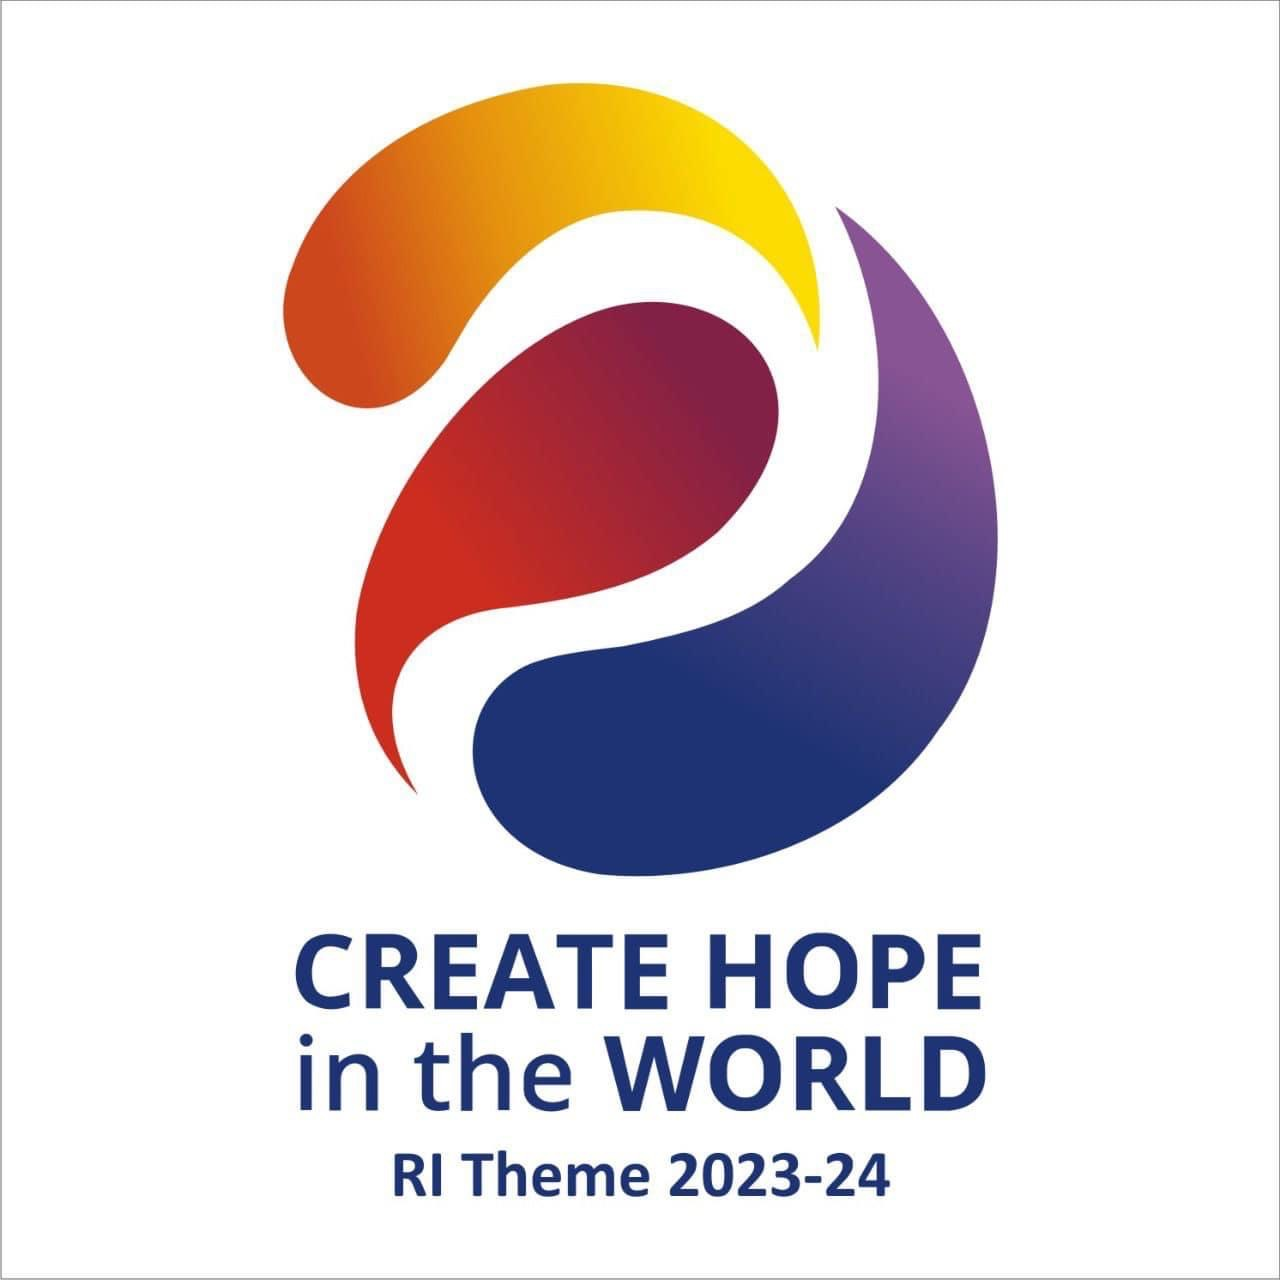 CREATE HOPE
in the WORLD
RI Theme 2023-24